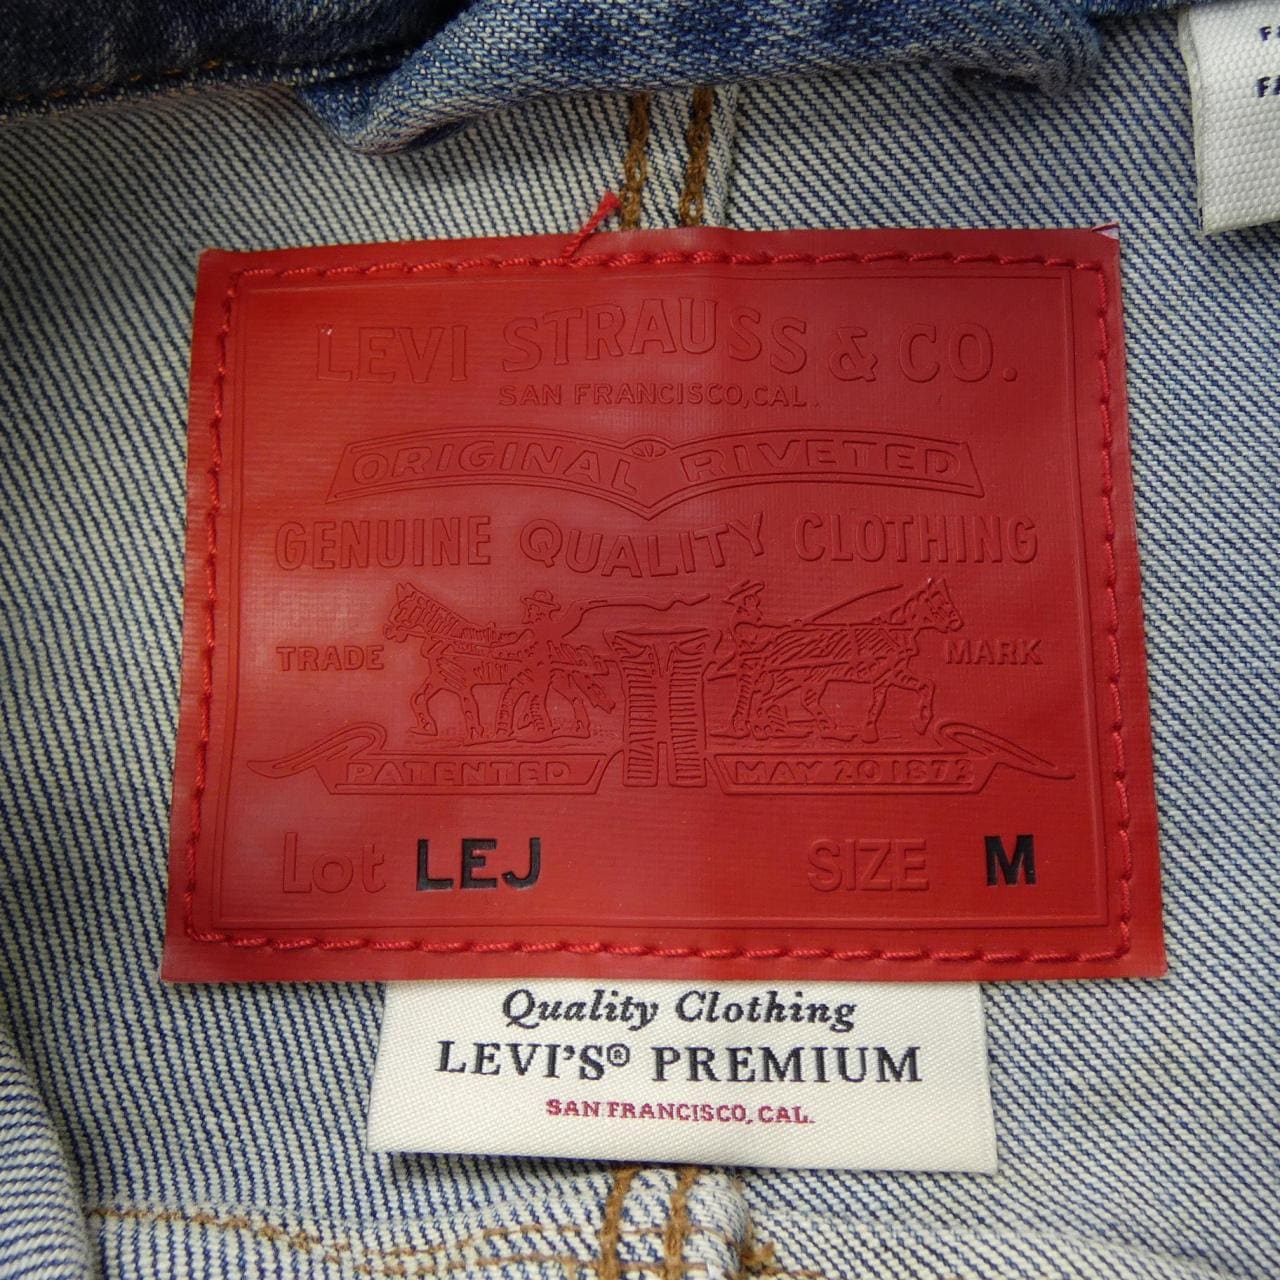 LEVI STRAUSS & CO.
SAN FRANCISCO, CAL.
ORIGINAL RIVETED
GENUINE QUALITY CLOTHING
TRADE MARK
PATENTED MAY 20 1873
Lot LEJ SIZE M
Quality Clothing
LEVI'S® PREMIUM
SAN FRANCISCO, CAL.